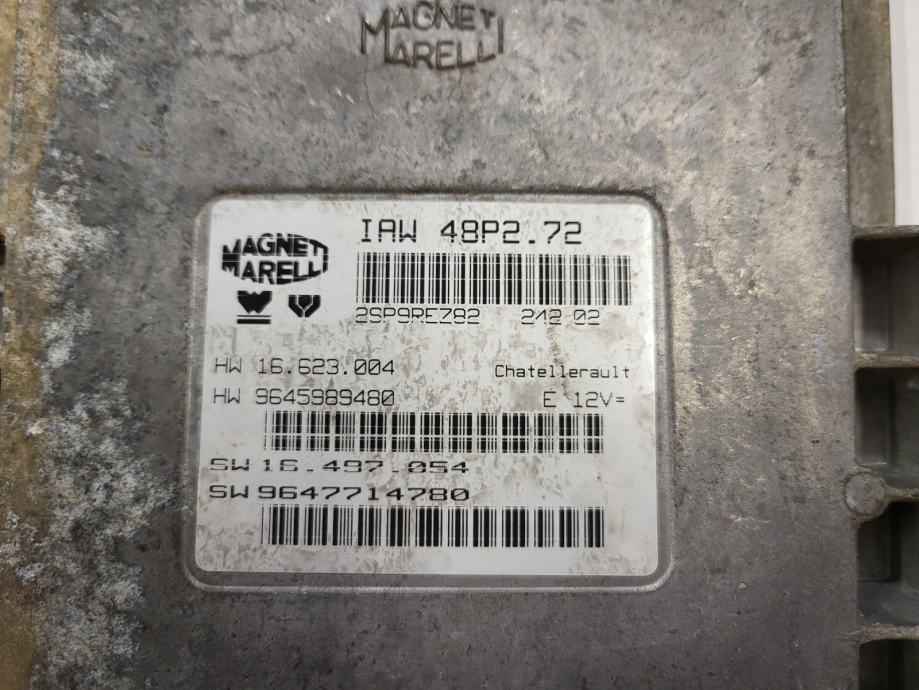 MAGNETI
MARELLI
IAW 48P2.72
MAGNETI
MARELLI
2SP9REZ82 242 02
HW 16.623.004 Chatellerault
HW 9645989480 E 12V=
SW 16.497.054
SW 9647714780